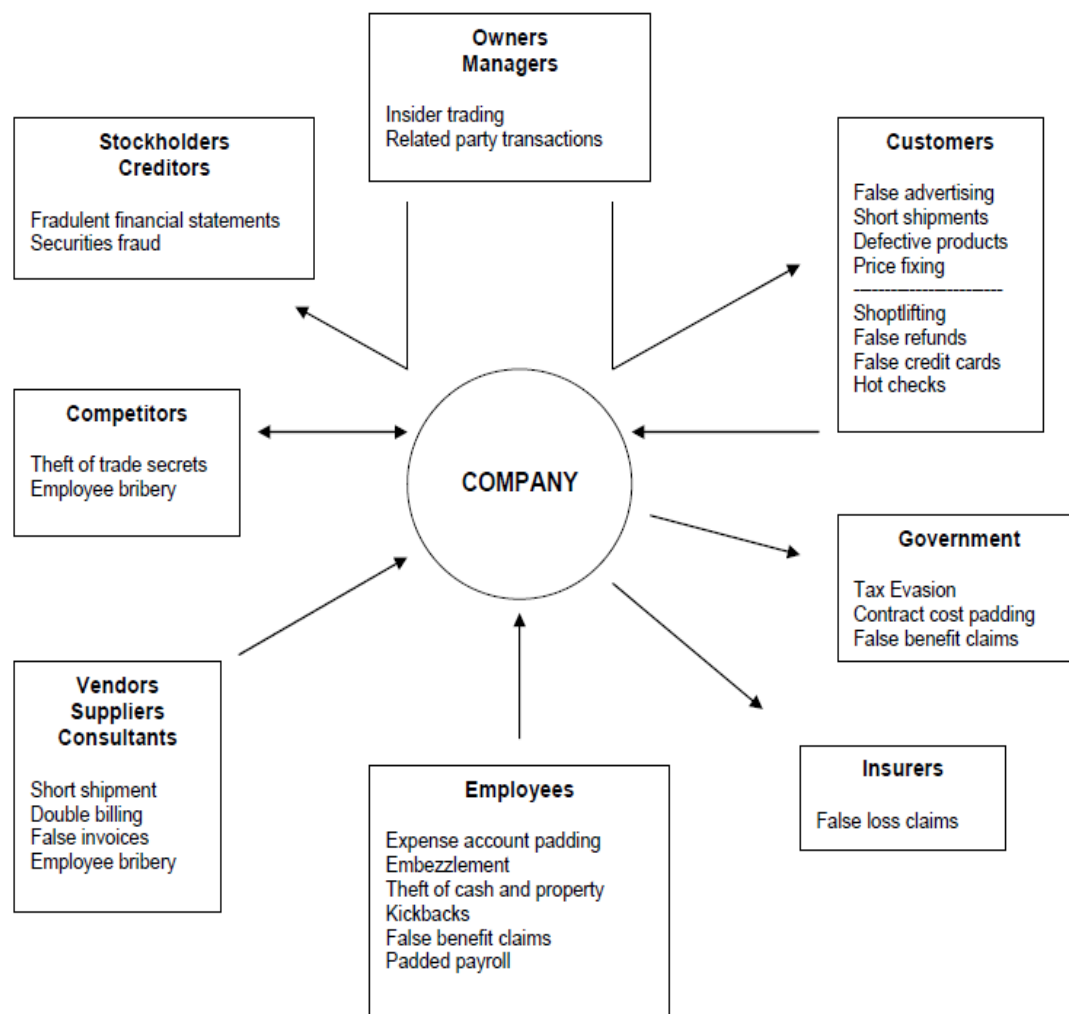 Owners
Managers
Insider trading
Related party transactions
Stockholders
Creditors
Fradulent financial statements
Securities fraud
Customers
False advertising
Short shipments
Defective products
Price fixing
------------------------
Shoptlifting
False refunds
False credit cards
Hot checks
Competitors
Theft of trade secrets
Employee bribery
COMPANY
Government
Tax Evasion
Contract cost padding
False benefit claims
Vendors
Suppliers
Consultants
Short shipment
Double billing
False invoices
Employee bribery
Employees
Expense account padding
Embezzlement
Theft of cash and property
Kickbacks
False benefit claims
Padded payroll
Insurers
False loss claims